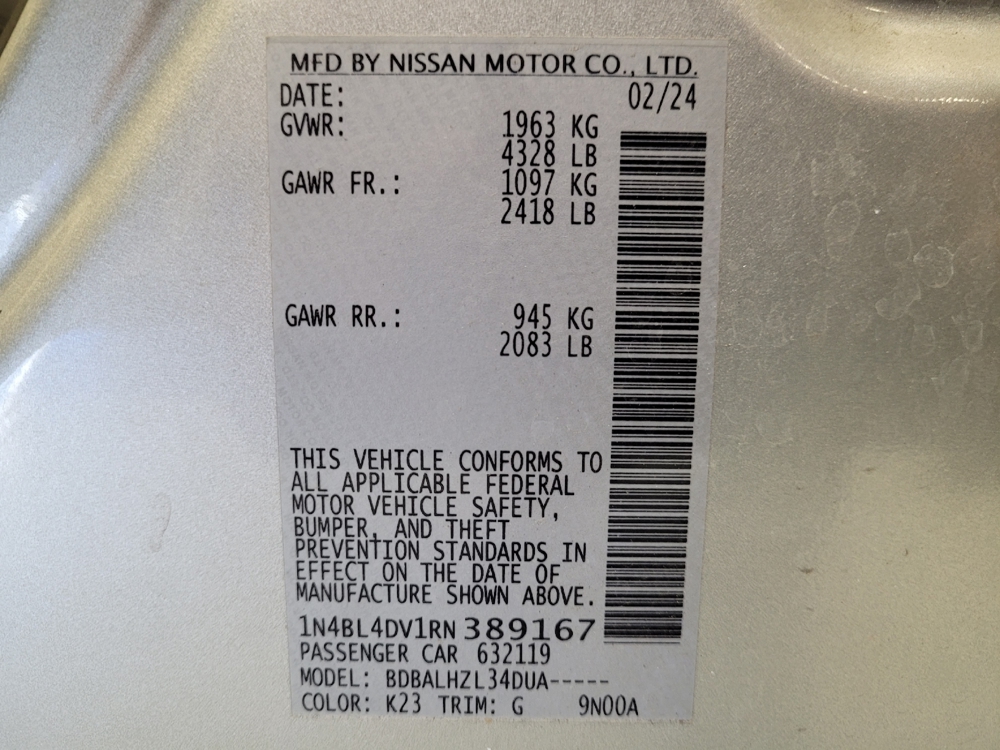 MFD BY NISSAN MOTOR CO., LTD.
DATE: 02/24
GVWR: 1963 KG
4328 LB
GAWR FR.: 1097 KG
2418 LB
GAWR RR.: 945 KG
2083 LB
THIS VEHICLE CONFORMS TO
ALL APPLICABLE FEDERAL
MOTOR VEHICLE SAFETY,
BUMPER, AND THEFT
PREVENTION STANDARDS IN
EFFECT ON THE DATE OF
MANUFACTURE SHOWN ABOVE.
1N4BL4DV1RN 389167
PASSENGER CAR 632119
MODEL: BDBALHZL34DUA-----
COLOR: K23 TRIM: G 9N00A